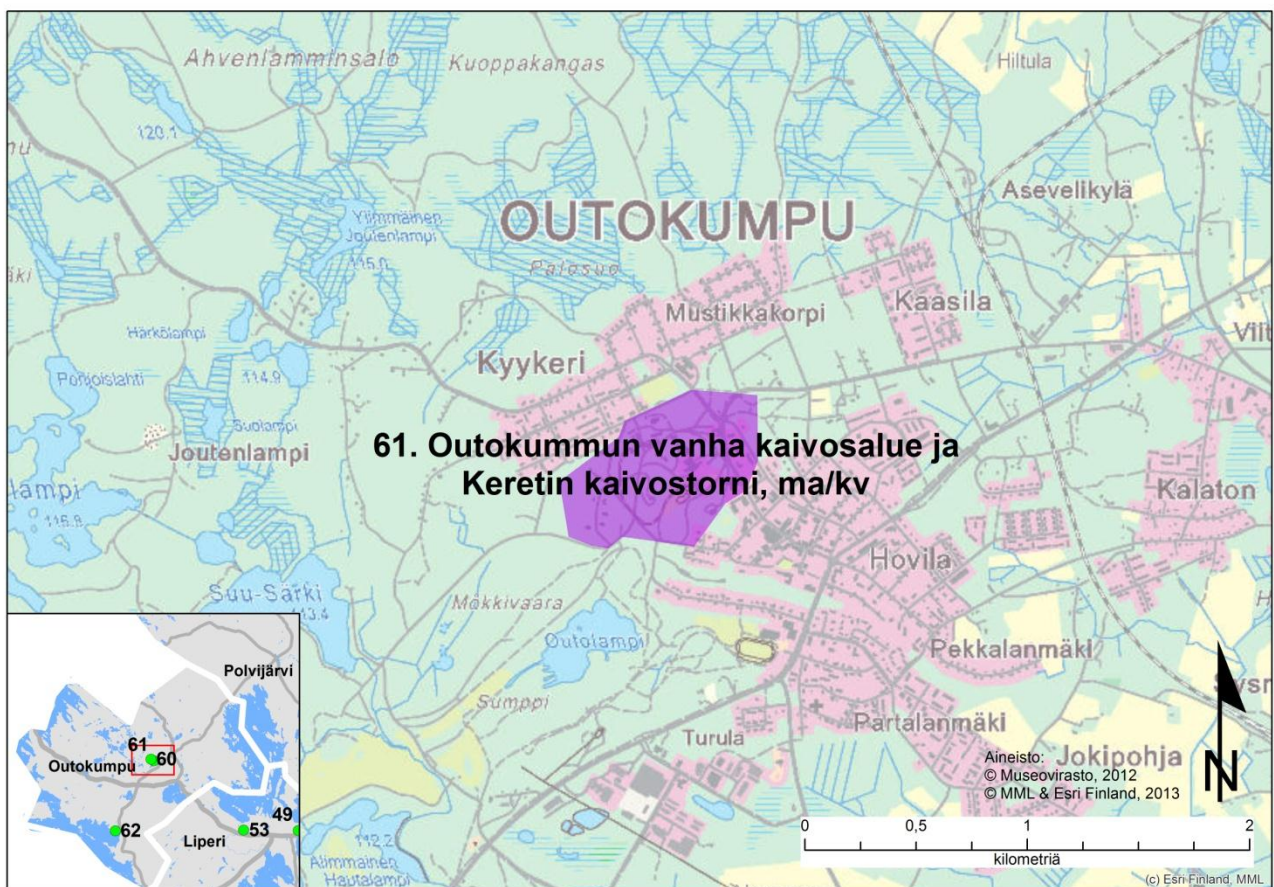 Ahvenlamminsalo
Kuoppakangas
Hiltula
120.1
Asevelikylä
OUTOKUMPU
Ylimmäinen
Joutenlampi
115.0
Palosuo
Mustikkakorpi
Kaasila
Härkölampi
Kyykeri
Pohjoislahti
114.9
Suolampi
Joutenlampi
61. Outokummun vanha kaivosalue ja
Keretin kaivostorni, ma/kv
Kalaton
lampi
116.9
Hovila
Suu-Särki
113.4
Mökkivaara
Outolampi
Pekkalanmäki
Sumppi
Partalanmäki
Turula
Jokipohja
Alimmainen
Hautalampi
112.2
Polvijärvi
61
60
Outokumpu
49
62
53
Liperi
Aineisto:
© Museovirasto, 2012
© MML & Esri Finland, 2013
N
0 0,5 1 2
kilometriä
(c) Esri Finland, MML